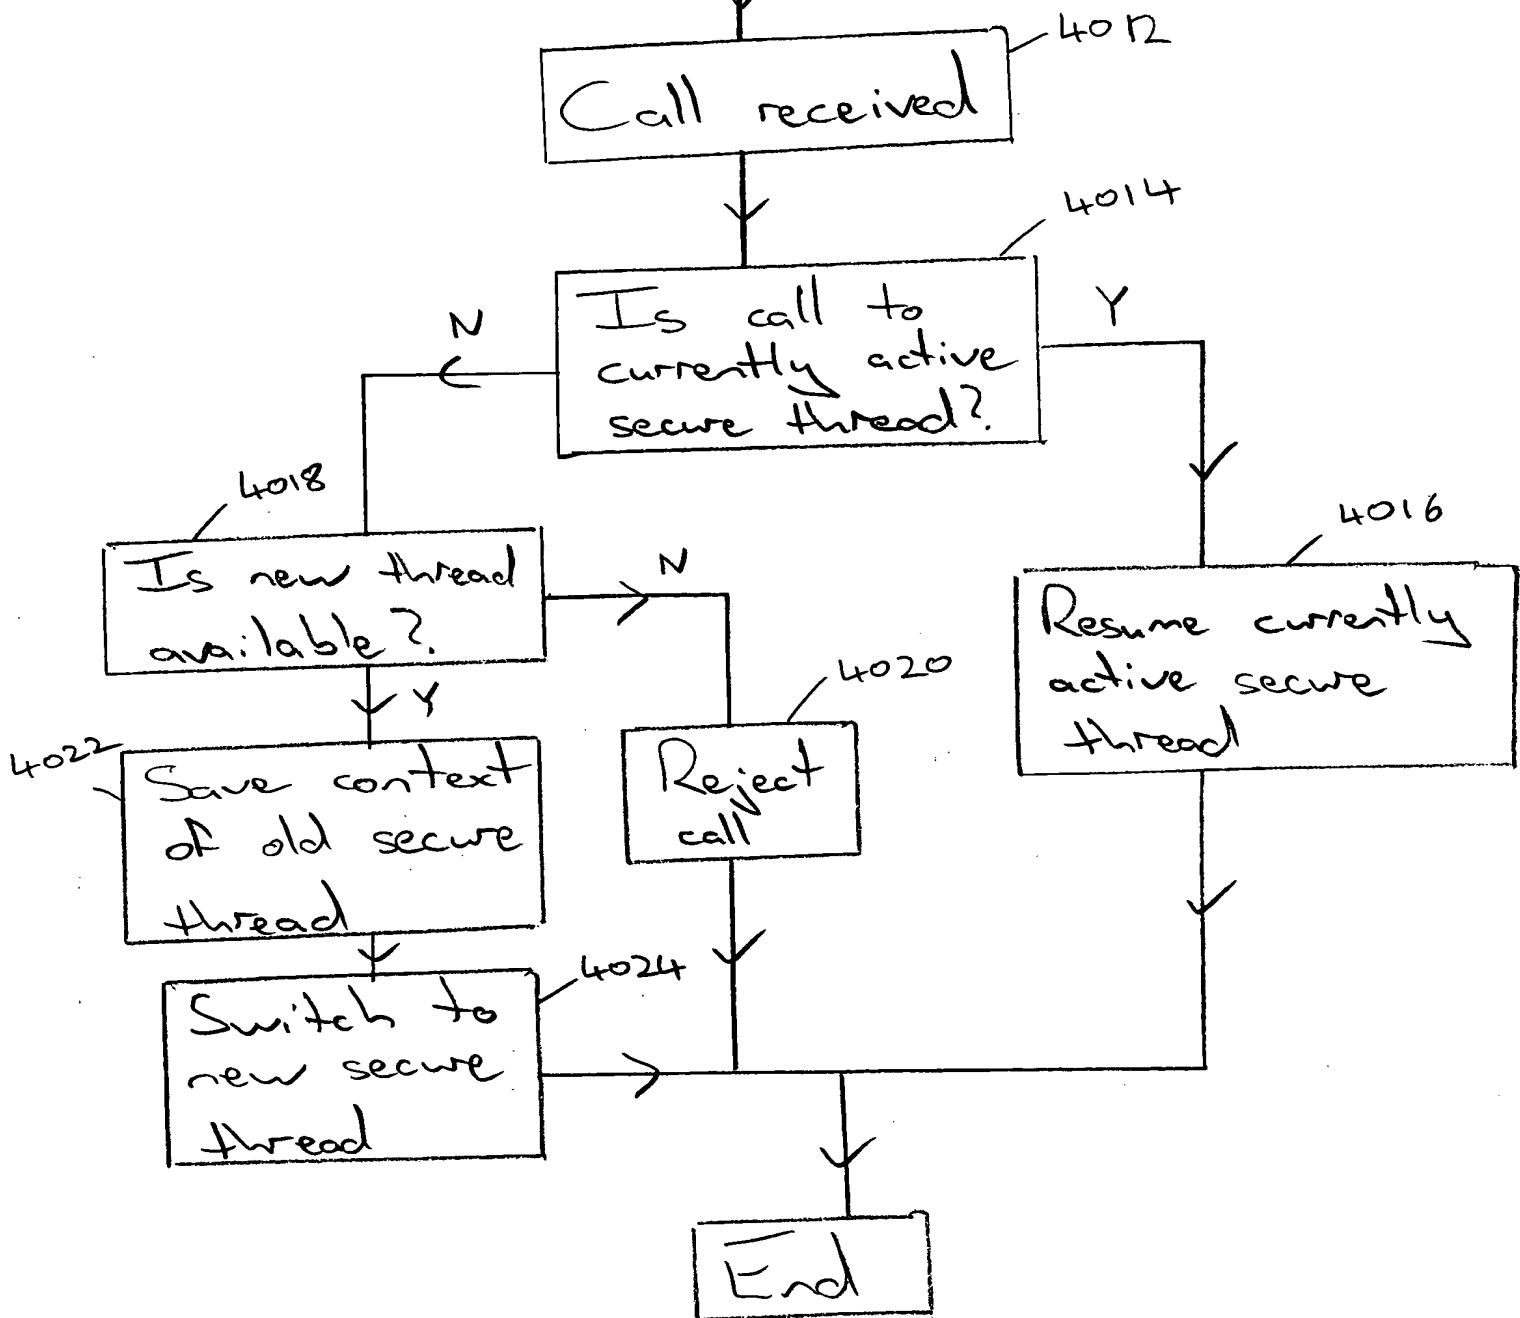 4012
Call received
4014
Is call to
currently active
secure thread?
N
Y
4018
Is new thread
available?
N
4016
Resume currently
active secure
thread
Y
4020
Reject
call
4022
Save context
of old secure
thread
4024
Switch to
new secure
thread
End